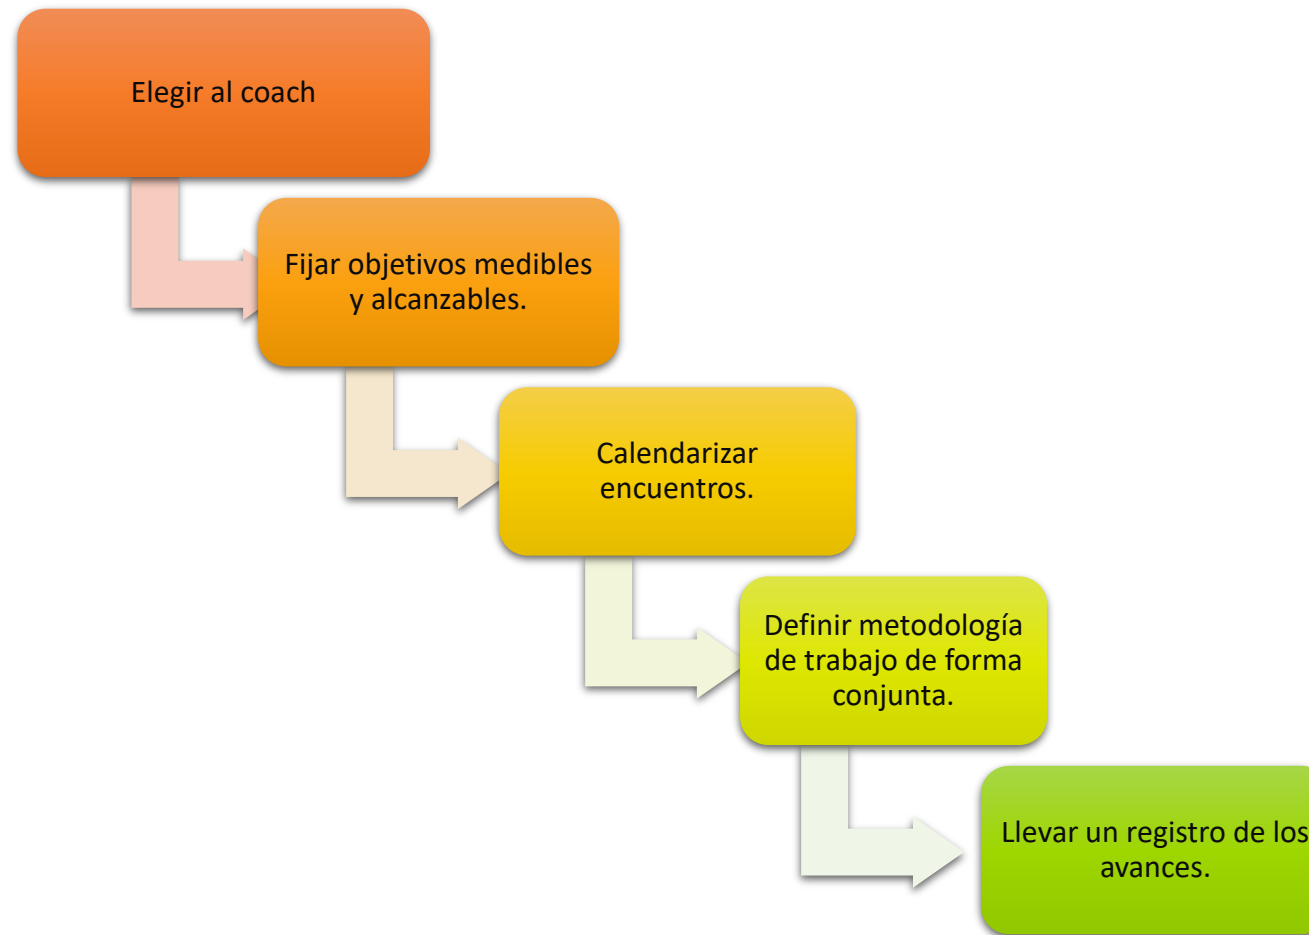 Elegir al coach
Fijar objetivos medibles
y alcanzables.
Calendarizar
encuentros.
Definir metodología
de trabajo de forma
conjunta.
Llevar un registro de los
avances.